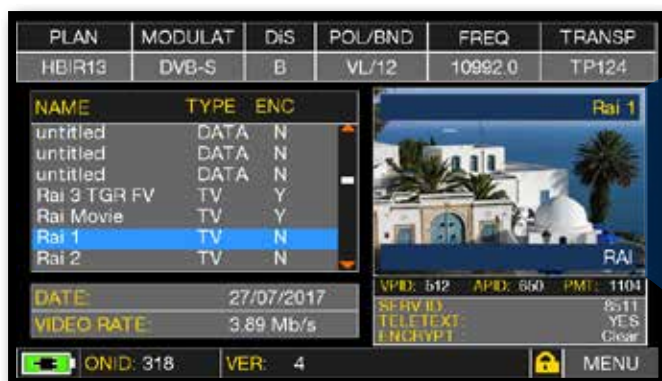 PLAN MODULAT DiS POL/BND FREQ TRANSP
HBIR13 DVB-S B VL/12 10992.0 TP124
NAME TYPE ENC
untitled DATA N
untitled DATA N
untitled DATA N
Rai 3 TGR FV TV Y
Rai Movie TV Y
Rai 1 TV N
Rai 2 TV N
Rai 1
RAI
VPID: 512 APID: 650 PMT: 1104
SERV ID: 8511
TELETEXT: YES
ENCRYPT: Clear
DATE: 27/07/2017
VIDEO RATE: 3.89 Mb/s
ONID: 318 VER: 4 MENU